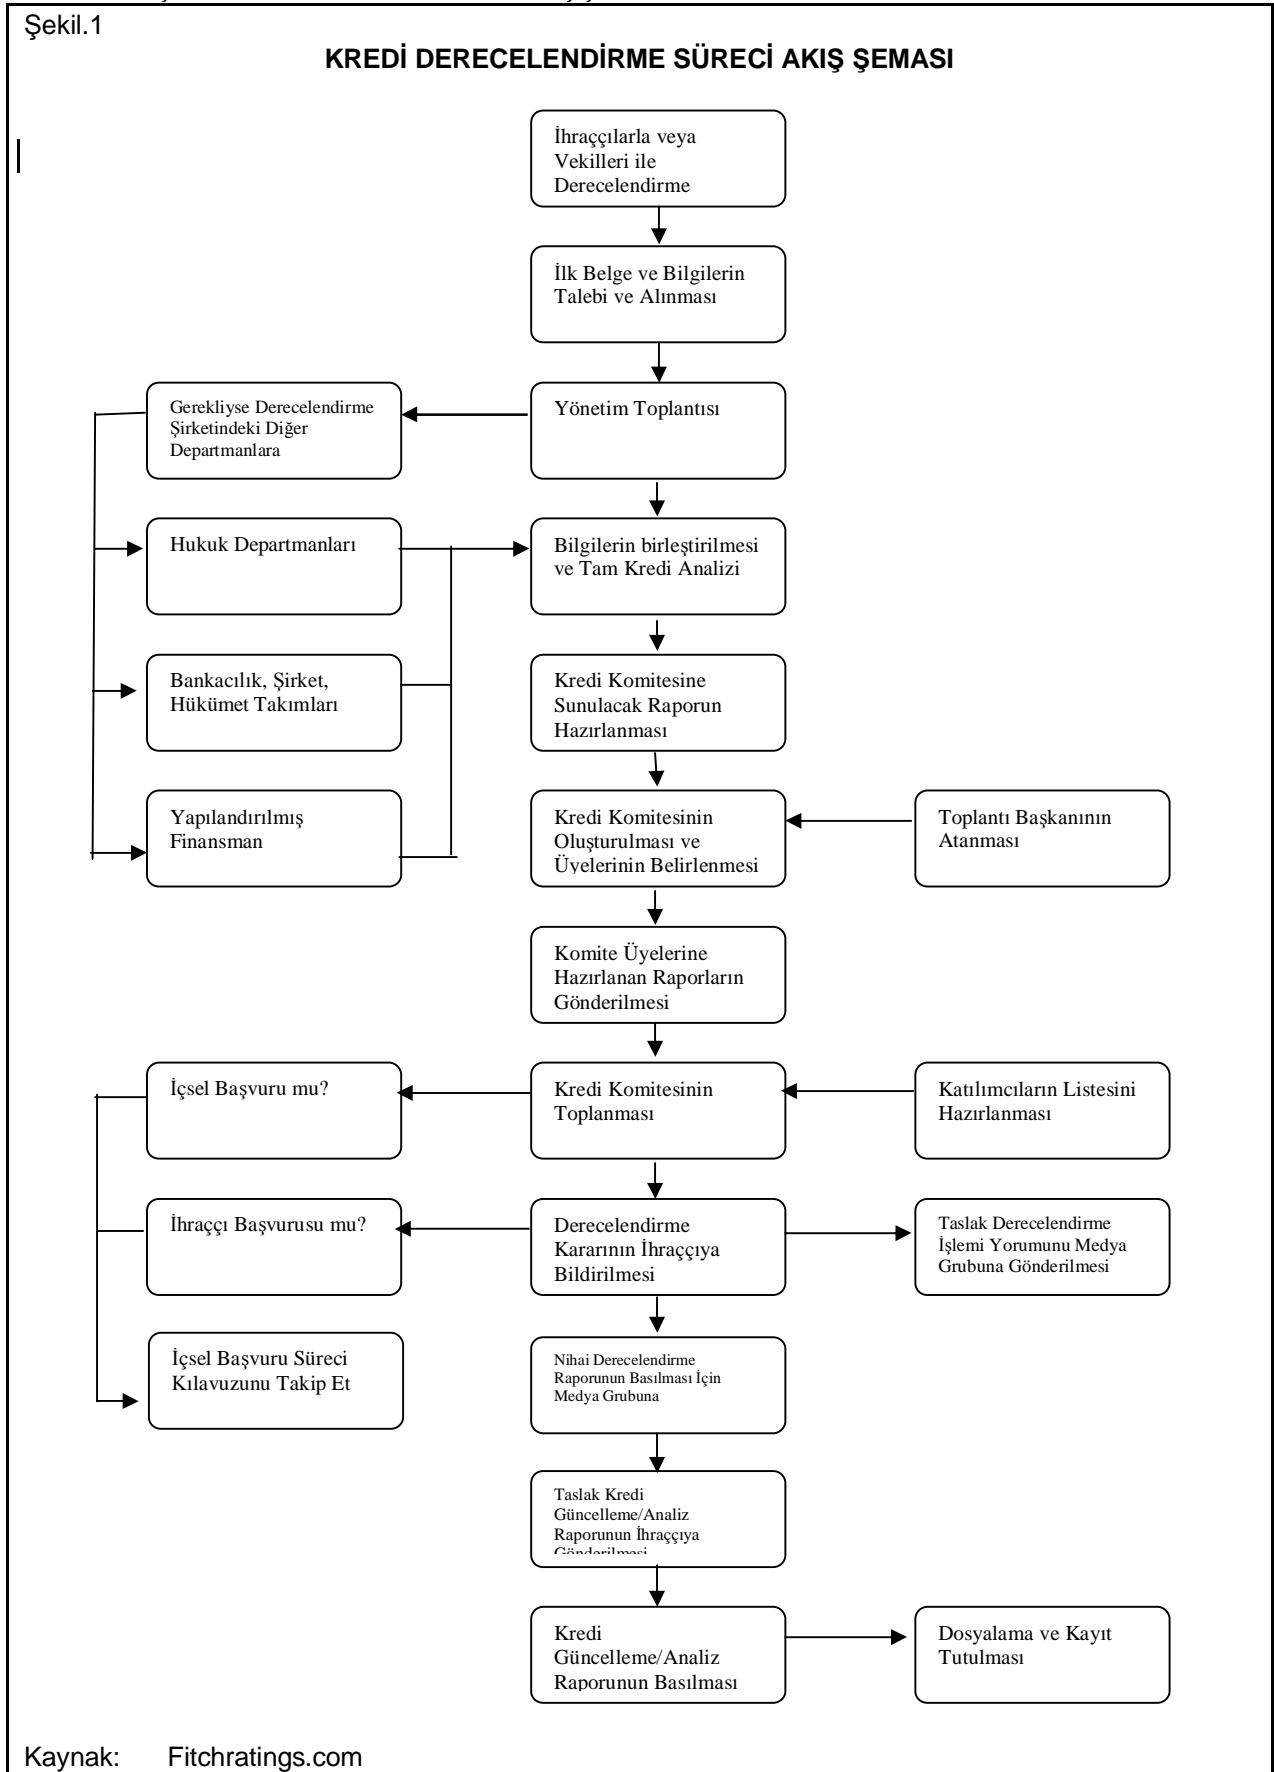 Şekil.1
KREDİ DERECELENDİRME SÜRECİ AKIŞ ŞEMASI
İhraççılarla veya
Vekilleri ile
Derecelendirme
İlk Belge ve Bilgilerin
Talebi ve Alınması
Gerekliyse Derecelendirme
Şirketindeki Diğer
Departmanlara
Yönetim Toplantısı
Hukuk Departmanları
Bilgilerin birleştirilmesi
ve Tam Kredi Analizi
Bankacılık, Şirket,
Hükümet Takımları
Kredi Komitesine
Sunulacak Raporun
Hazırlanması
Yapılandırılmış
Finansman
Kredi Komitesinin
Oluşturulması ve
Üyelerinin Belirlenmesi
Toplantı Başkanının
Atanması
Komite Üyelerine
Hazırlanan Raporların
Gönderilmesi
İçsel Başvuru mu?
Kredi Komitesinin
Toplanması
Katılımcıların Listesini
Hazırlanması
İhraççı Başvurusu mu?
Derecelendirme
Kararının İhraççıya
Bildirilmesi
Taslak Derecelendirme
İşlemi Yorumunu Medya
Grubuna Gönderilmesi
İçsel Başvuru Süreci
Kılavuzunu Takip Et
Nihai Derecelendirme
Raporunun Basılması İçin
Medya Grubuna
Taslak Kredi
Güncelleme/Analiz
Raporunun İhraççıya
Gönderilmesi
Kredi
Güncelleme/Analiz
Raporunun Basılması
Dosyalama ve Kayıt
Tutulması
Kaynak: Fitchratings.com